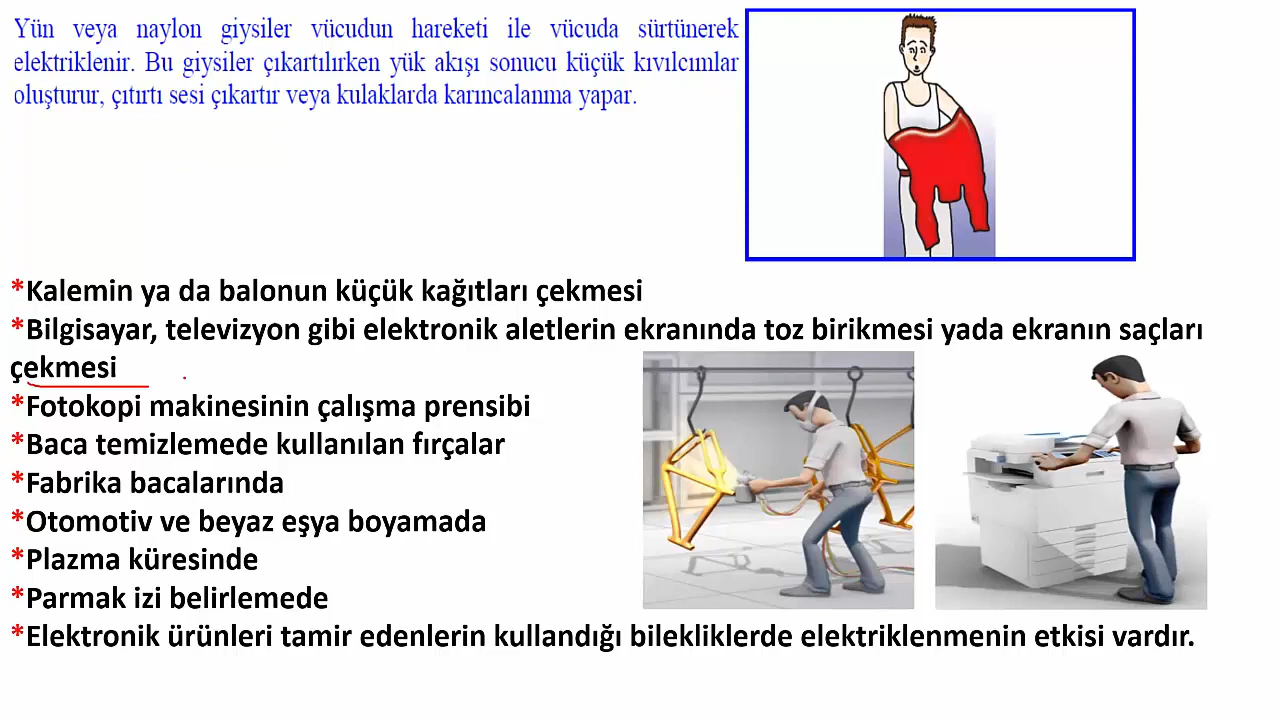 Yün veya naylon giysiler vücudun hareketi ile vücuda sürtünerek
elektriklenir. Bu giysiler çıkartılırken yük akışı sonucu küçük kıvılcımlar
oluşturur, çıtırtı sesi çıkartır veya kulaklarda karıncalanma yapar.
*Kalemin ya da balonun küçük kağıtları çekmesi
*Bilgisayar, televizyon gibi elektronik aletlerin ekranında toz birikmesi yada ekranın saçları
çekmesi
*Fotokopi makinesinin çalışma prensibi
*Baca temizlemede kullanılan fırçalar
*Fabrika bacalarında
*Otomotiv ve beyaz eşya boyamada
*Plazma küresinde
*Parmak izi belirlemede
*Elektronik ürünleri tamir edenlerin kullandığı bilekliklerde elektriklenmenin etkisi vardır.